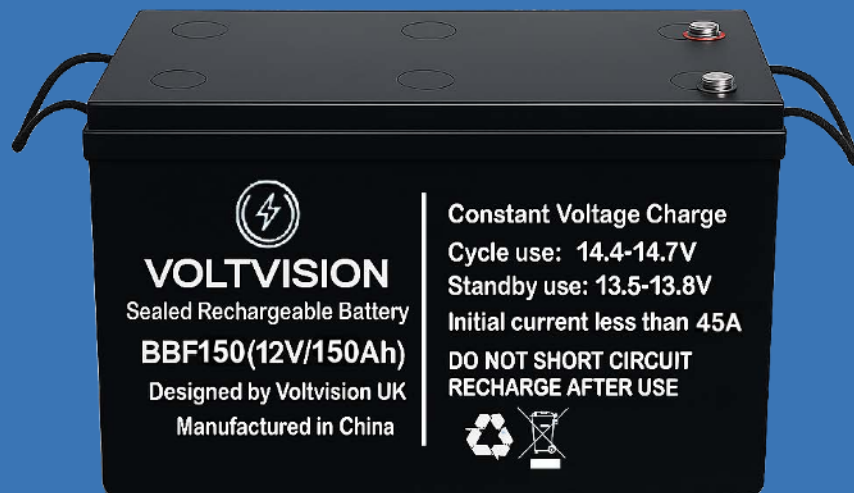 VOLTVISION
Sealed Rechargeable Battery
BBF150(12V/150Ah)
Designed by Voltvision UK
Manufactured in China
Constant Voltage Charge
Cycle use: 14.4-14.7V
Standby use: 13.5-13.8V
Initial current less than 45A
DO NOT SHORT CIRCUIT
RECHARGE AFTER USE